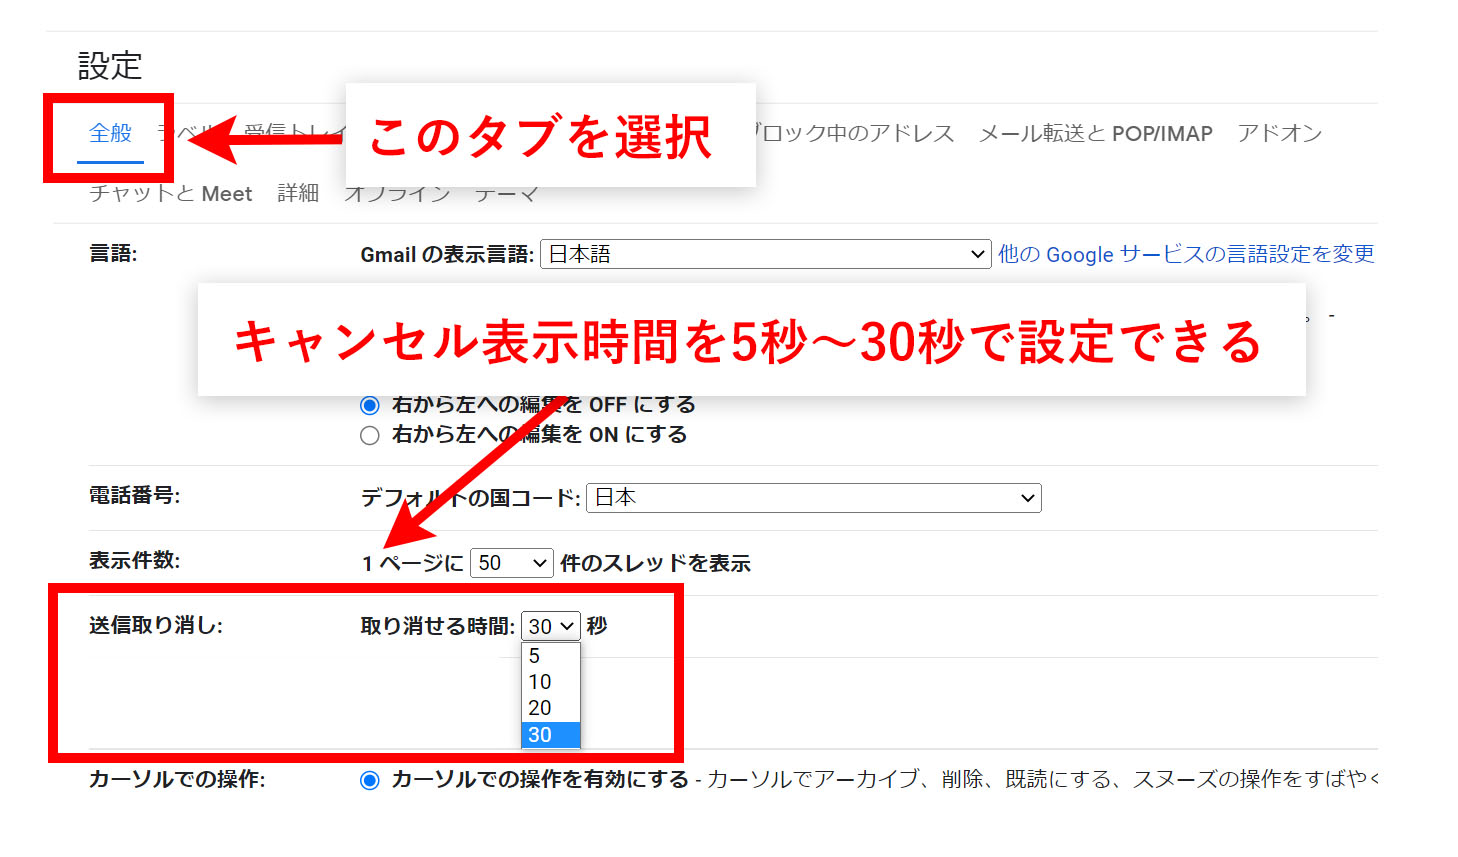 設定
全般 ラベル 受信トレイ このタブを選択 ブロック中のアドレス メール転送と POP/IMAP アドオン
チャットと Meet 詳細 オフライン テーマ
言語: Gmail の表示言語: 日本語 他の Google サービスの言語設定を変更
。 -
キャンセル表示時間を5秒〜30秒で設定できる
右から左への編集を OFF にする
右から左への編集を ON にする
電話番号: デフォルトの国コード: 日本
表示件数: 1 ページに 50 件のスレッドを表示
送信取り消し: 取り消せる時間: 30 秒
5
10
20
30
カーソルでの操作: カーソルでの操作を有効にする - カーソルでアーカイブ、削除、既読にする、スヌーズの操作をすばやく